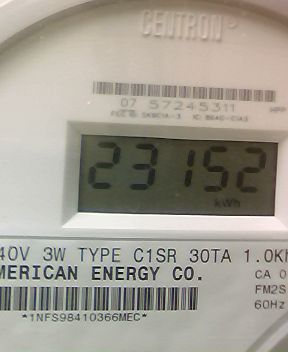 CENTRON®
07 57245311
23152
kWh
40V 3W TYPE C1SR 30TA 1.0Kh
MERICAN ENERGY CO.
CA 0
FM2S
60Hz
*1NFS98410366MEC*